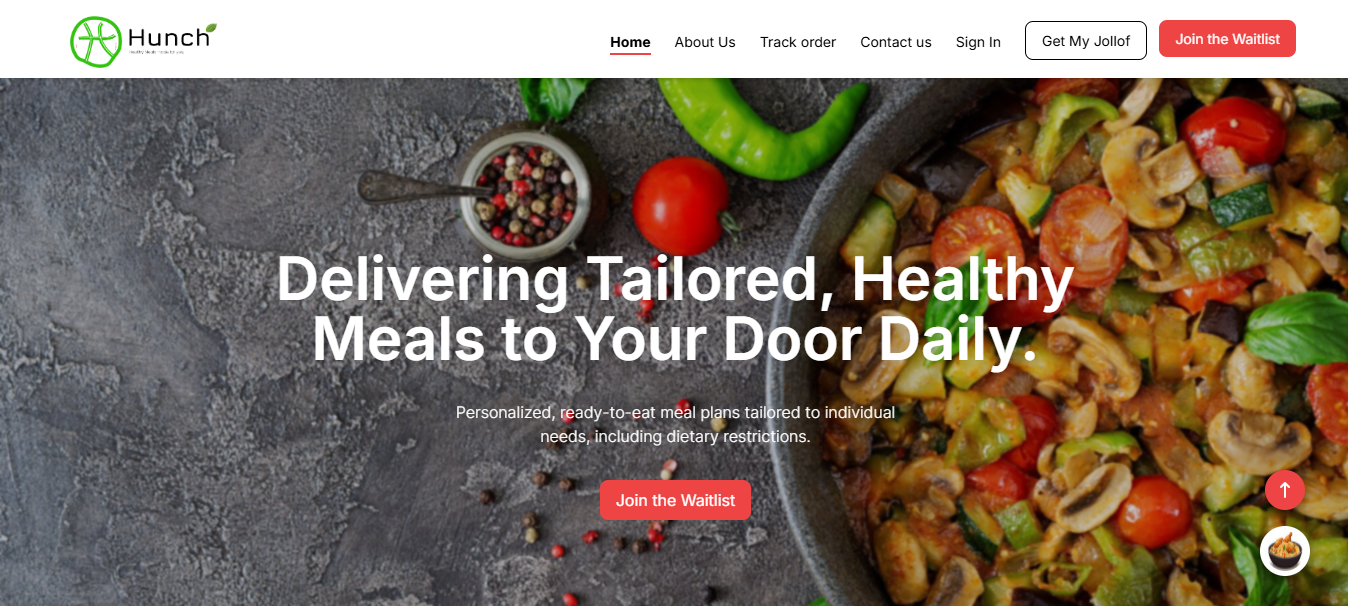 Hunch
Home
About Us
Track order
Contact us
Sign In
Get My Jollof
Join the Waitlist
Delivering Tailored, Healthy
Meals to Your Door Daily.
Personalized, ready-to-eat meal plans tailored to individual
needs, including dietary restrictions.
Join the Waitlist